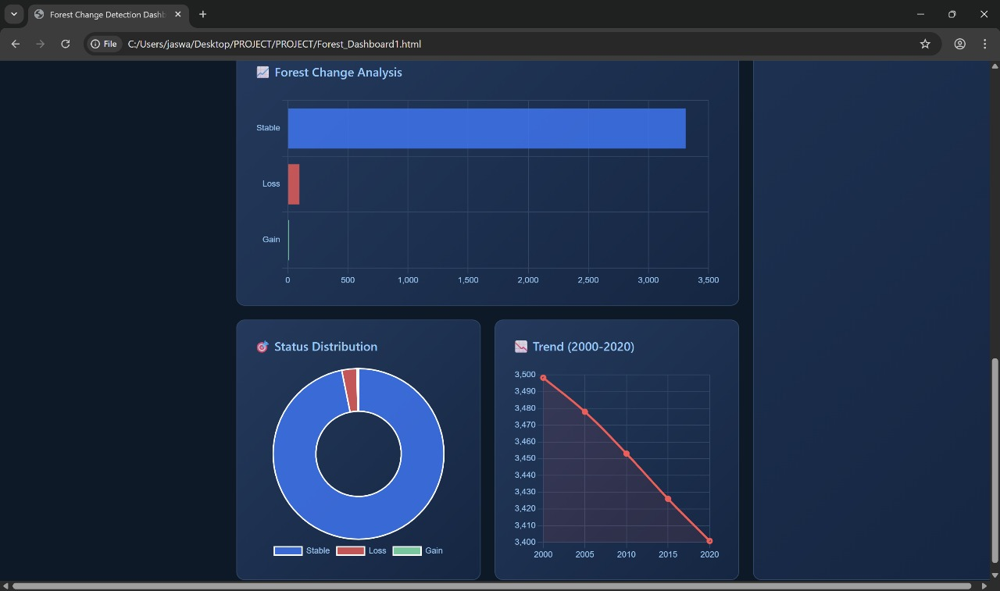 Forest Change Detection Dashb
File C:/Users/jaswa/Desktop/PROJECT/PROJECT/Forest_Dashboard1.html
Forest Change Analysis
Stable
Loss
Gain
0 500 1,000 1,500 2,000 2,500 3,000 3,500
Status Distribution
Stable Loss Gain
Trend (2000-2020)
3,500
3,490
3,480
3,470
3,460
3,450
3,440
3,430
3,420
3,410
3,400
2000 2005 2010 2015 2020